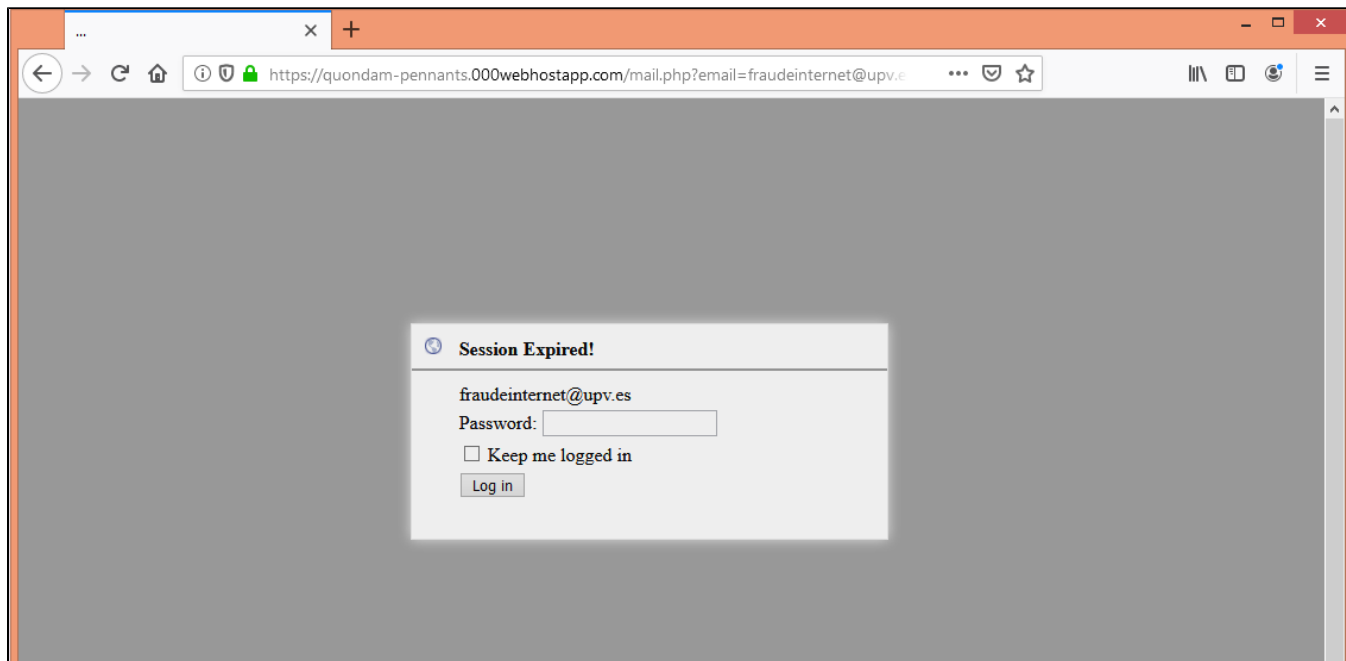 ...
https://quondam-pennants.000webhostapp.com/mail.php?email=fraudeinternet@upv.e
Session Expired!
fraudeinternet@upv.es
Password:
Keep me logged in
Log in